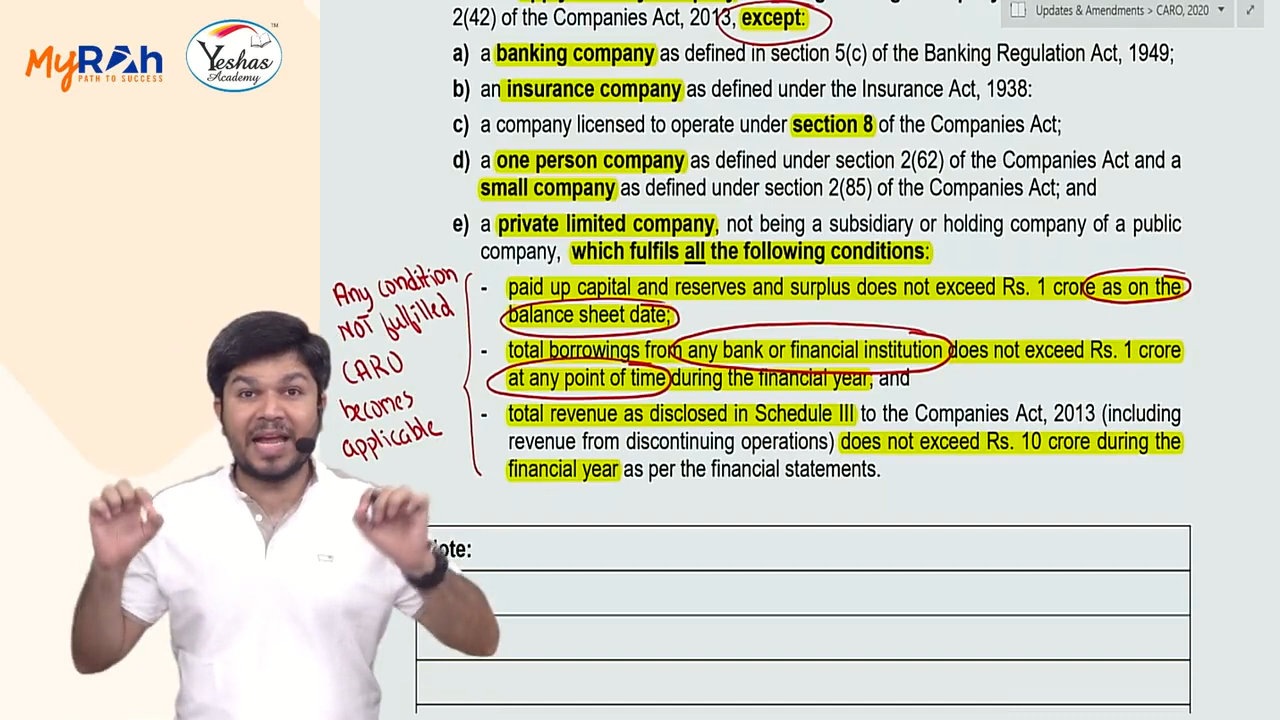 Updates & Amendments > CARO, 2020
2(42) of the Companies Act, 2013, except:
MyRAh
PATH TO SUCCESS
TM
Yeshas
Academy
a) a banking company as defined in section 5(c) of the Banking Regulation Act, 1949;
b) an insurance company as defined under the Insurance Act, 1938:
c) a company licensed to operate under section 8 of the Companies Act;
d) a one person company as defined under section 2(62) of the Companies Act and a
small company as defined under section 2(85) of the Companies Act; and
e) a private limited company, not being a subsidiary or holding company of a public
company, which fulfils all the following conditions:
- paid up capital and reserves and surplus does not exceed Rs. 1 crore as on the
balance sheet date;
- total borrowings from any bank or financial institution does not exceed Rs. 1 crore
at any point of time during the financial year, and
- total revenue as disclosed in Schedule III to the Companies Act, 2013 (including
revenue from discontinuing operations) does not exceed Rs. 10 crore during the
financial year as per the financial statements.
Any condition
NOT fulfilled
CARO
becomes
applicable
ote: